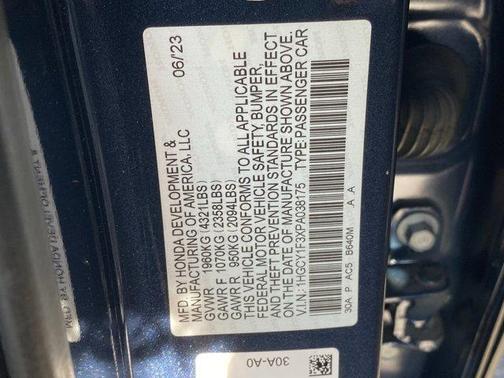 MFD. BY HONDA DEVELOPMENT & 06/23
MANUFACTURING OF AMERICA, LLC
GVWR 1960KG (4321LBS)
GAWR F 1070KG (2358LBS)
GAWR R 950KG (2094LBS)
THIS VEHICLE CONFORMS TO ALL APPLICABLE
FEDERAL MOTOR VEHICLE SAFETY, BUMPER,
AND THEFT PREVENTION STANDARDS IN EFFECT
ON THE DATE OF MANUFACTURE SHOWN ABOVE.
V.I.N.: 1HGCY1F3XPA038175 TYPE: PASSENGER CAR
30A P AC5 B640M A A
30A-A0